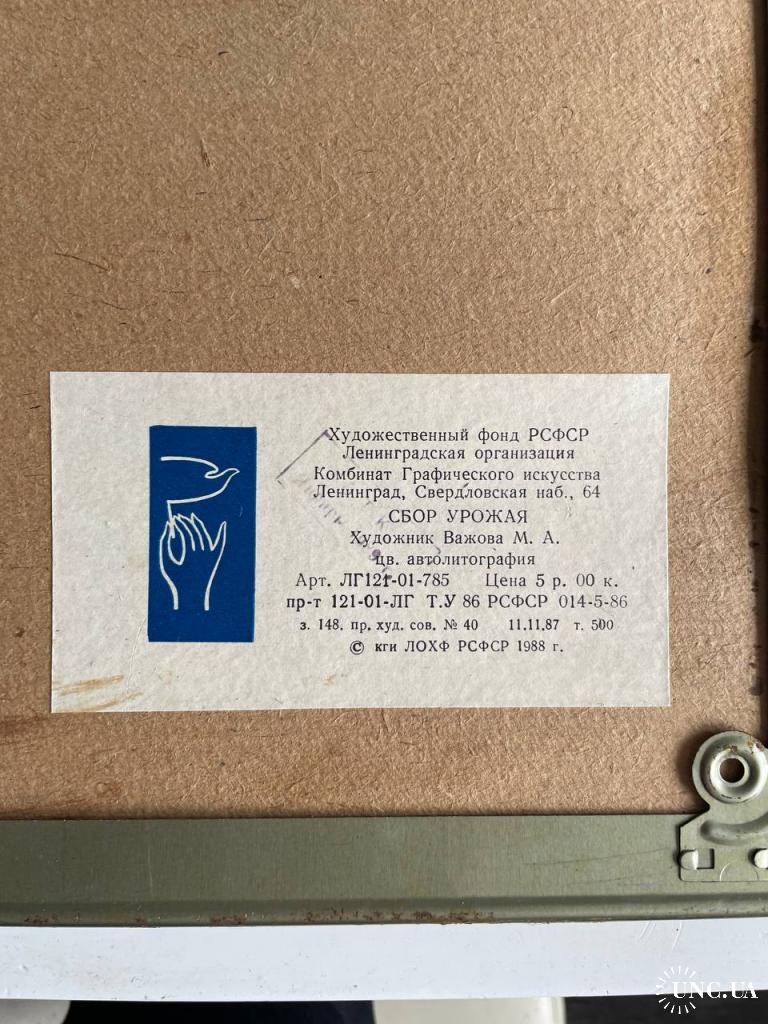 Художественный фонд РСФСР
Ленинградская организация
Комбинат Графического искусства
Ленинград, Свердловская наб., 64
СБОР УРОЖАЯ
Художник Важова М. А.
цв. автолитография
Арт. ЛГ121-01-785 Цена 5 р. 00 к.
пр-т 121-01-ЛГ Т.У 86 РСФСР 014-5-86
з. 148. пр. худ. сов. № 40 11.11.87 т. 500
© кги ЛОХФ РСФСР 1988 г.
UNC.UA